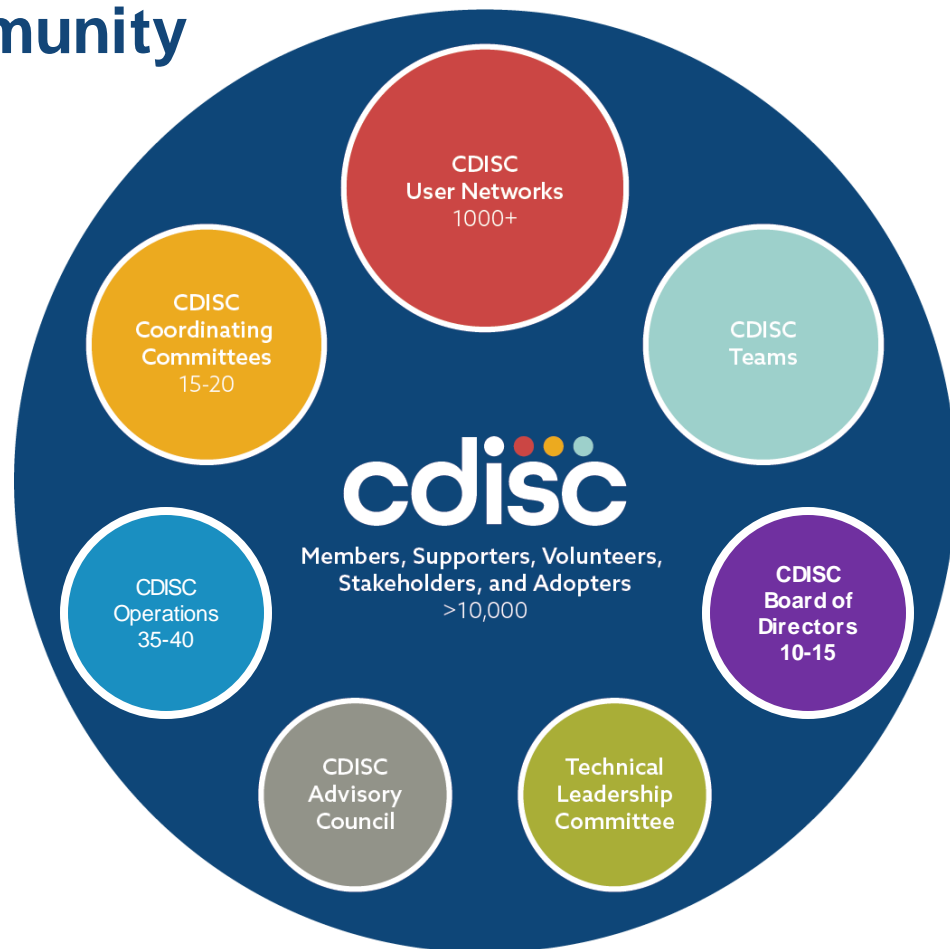 munity
CDISC
User Networks
1000+
CDISC
Coordinating
Committees
15-20
CDISC
Teams
cdisc
Members, Supporters, Volunteers,
Stakeholders, and Adopters
>10,000
CDISC
Operations
35-40
CDISC
Board of
Directors
10-15
CDISC
Advisory
Council
Technical
Leadership
Committee